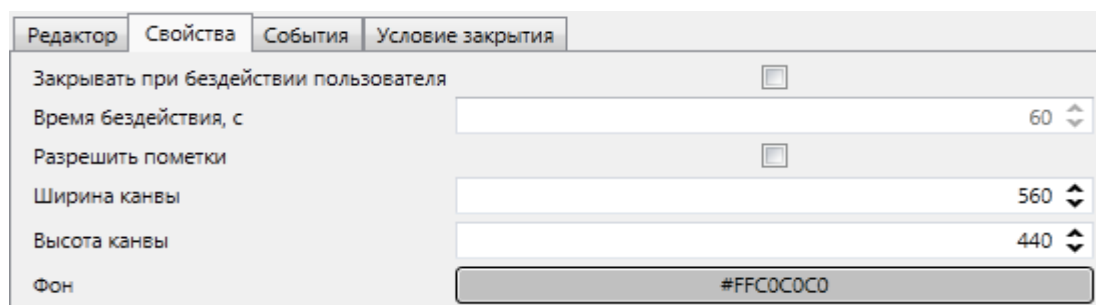 Редактор Свойства События Условие закрытия
Закрывать при бездействии пользователя
Время бездействия, с 60
Разрешить пометки
Ширина канвы 560
Высота канвы 440
Фон #FFC0C0C0